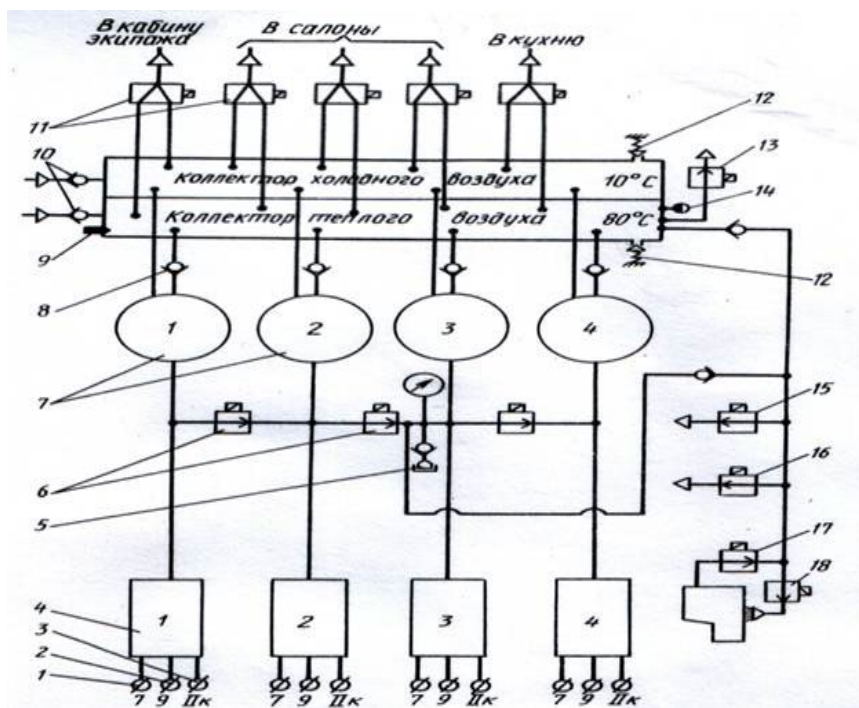 В кабину экипажа
В салоны
В кухню
11
12
13
10
коллектор холодного воздуха 10°C
14
Коллектор теплого воздуха 80°C
9
8
12
1 2 3 4
7
15
6
16
5
17
18
4
1 2 3 4
3
2
1
7 9 IIк 7 9 IIк 7 9 IIк 7 9 IIк